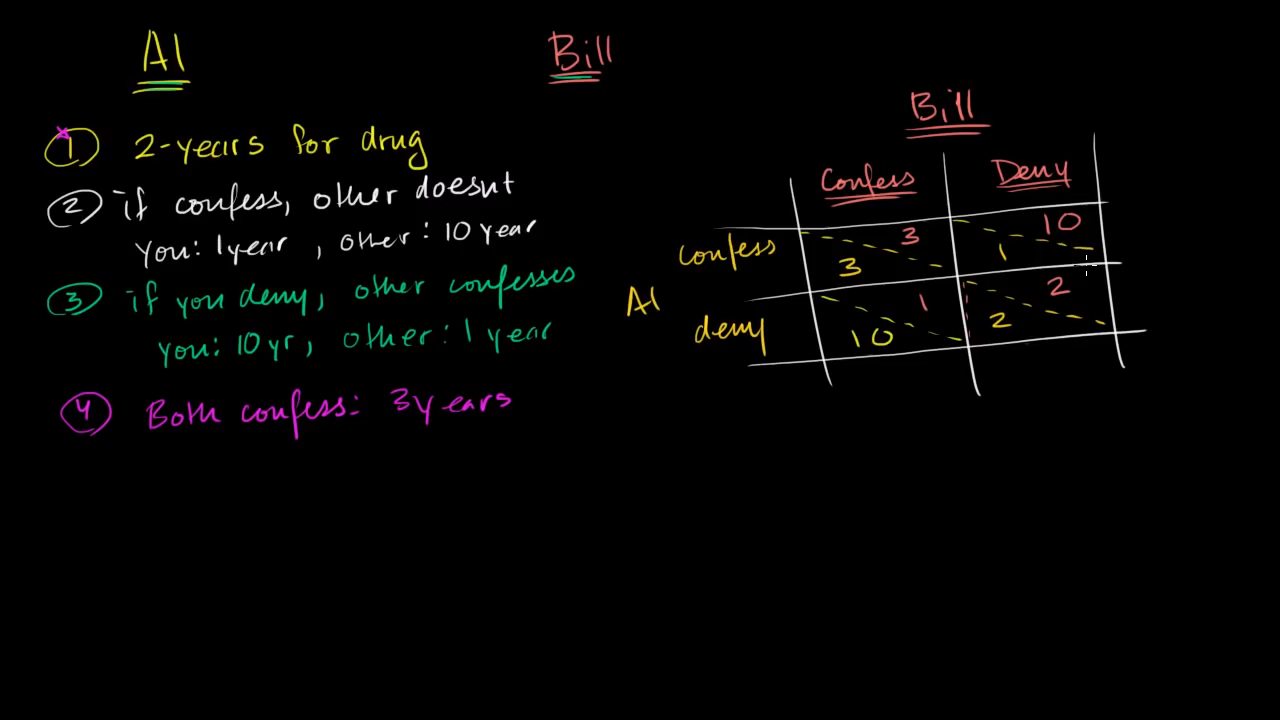 Al
Bill
1 2-years for drug
2 if confess, other doesnt
you: 1 year, other: 10 year
3 if you deny, other confesses
you: 10 yr, other: 1 year
4 Both confess: 3 years
Bill
Confess Deny
confess 3 3 10 1
Al
deny 1 10 2 2